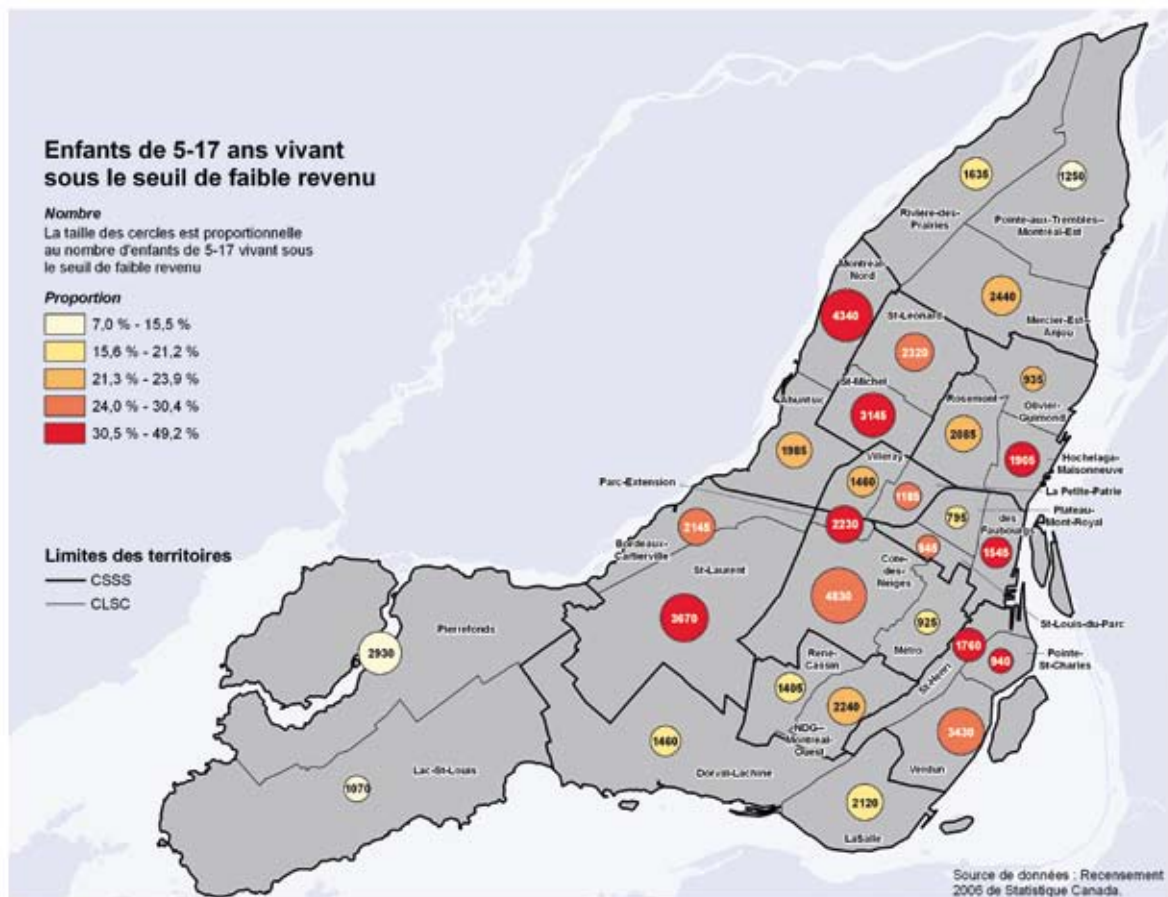 Enfants de 5-17 ans vivant
sous le seuil de faible revenu
Nombre
La taille des cercles est proportionnelle
au nombre d'enfants de 5-17 vivant sous
le seuil de faible revenu
Proportion
7,0 % - 15,5 %
15,6 % - 21,2 %
21,3 % - 23,9 %
24,0 % - 30,4 %
30,5 % - 49,2 %
Limites des territoires
CSSS
CLSC
1635
1250
Rivière-des-
Prairies
Pointe-aux-Trembles–
Montréal-Est
Montréal-
Nord
4340
2440
Mercier-Est–
Anjou
St-Léonard
2320
935
Olivier-
Guimond
St-Michel
3145
Rosemont
2085
Ahuntsic
1985
1905
Hochelaga-
Maisonneuve
Villeray
1460
1185
La Petite-Patrie
Parc-Extension
2230
795
Plateau-
Mont-Royal
des
Faubourgs
1545
2145
Bordeaux-
Cartierville
St-Laurent
3670
Côte-
des-
Neiges
4830
945
St-Louis-du-Parc
925
Métro
1760
940
Pointe-
St-Charles
St-Henri
René-
Cassin
1405
2240
NDG–
Montréal-
Ouest
3430
Verdun
Pierrefonds
2930
1460
Dorval-Lachine
Lac-St-Louis
1070
2120
LaSalle
Source de données : Recensement
2006 de Statistique Canada.